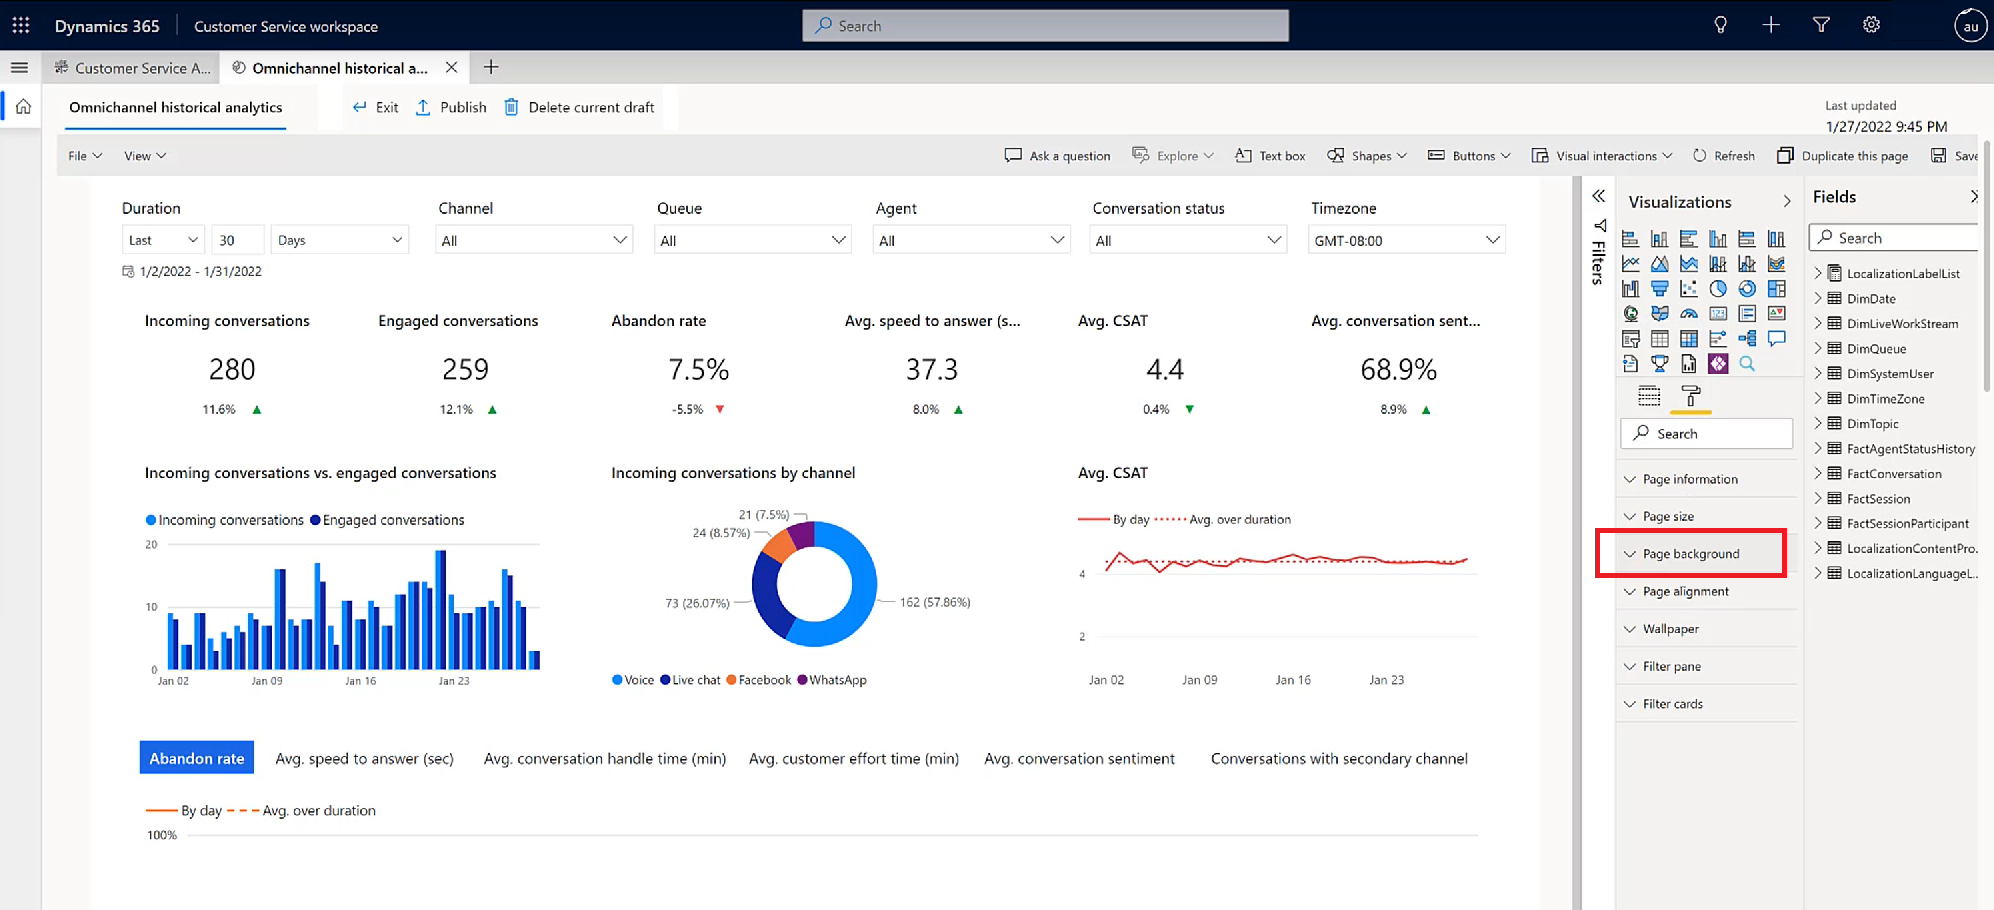 Dynamics 365
Customer Service workspace
Search
au
Customer Service A...
Omnichannel historical a...
Omnichannel historical analytics
Exit
Publish
Delete current draft
Last updated
1/27/2022 9:45 PM
File
View
Ask a question
Explore
Text box
Shapes
Buttons
Visual interactions
Refresh
Duplicate this page
Save
Duration
Channel
Queue
Agent
Conversation status
Timezone
Last
30
Days
All
All
All
All
GMT-08:00
1/2/2022 - 1/31/2022
Incoming conversations
Engaged conversations
Abandon rate
Avg. speed to answer (s...
Avg. CSAT
Avg. conversation sent...
280
259
7.5%
37.3
4.4
68.9%
11.6%
12.1%
-5.5%
8.0%
0.4%
8.9%
Incoming conversations vs. engaged conversations
Incoming conversations Engaged conversations
20
10
0
Jan 02
Jan 09
Jan 16
Jan 23
Incoming conversations by channel
21 (7.5%)
24 (8.57%)
73 (26.07%)
162 (57.86%)
Voice Live chat Facebook WhatsApp
Avg. CSAT
By day Avg. over duration
4
2
Jan 02
Jan 09
Jan 16
Jan 23
Abandon rate
Avg. speed to answer (sec)
Avg. conversation handle time (min)
Avg. customer effort time (min)
Avg. conversation sentiment
Conversations with secondary channel
By day Avg. over duration
100%
Filters
Visualizations
123
Search
Page information
Page size
Page background
Page alignment
Wallpaper
Filter pane
Filter cards
Fields
Search
LocalizationLabelList
DimDate
DimLiveWorkStream
DimQueue
DimSystemUser
DimTimeZone
DimTopic
FactAgentStatusHistory
FactConversation
FactSession
FactSessionParticipant
LocalizationContentPro...
LocalizationLanguageL...